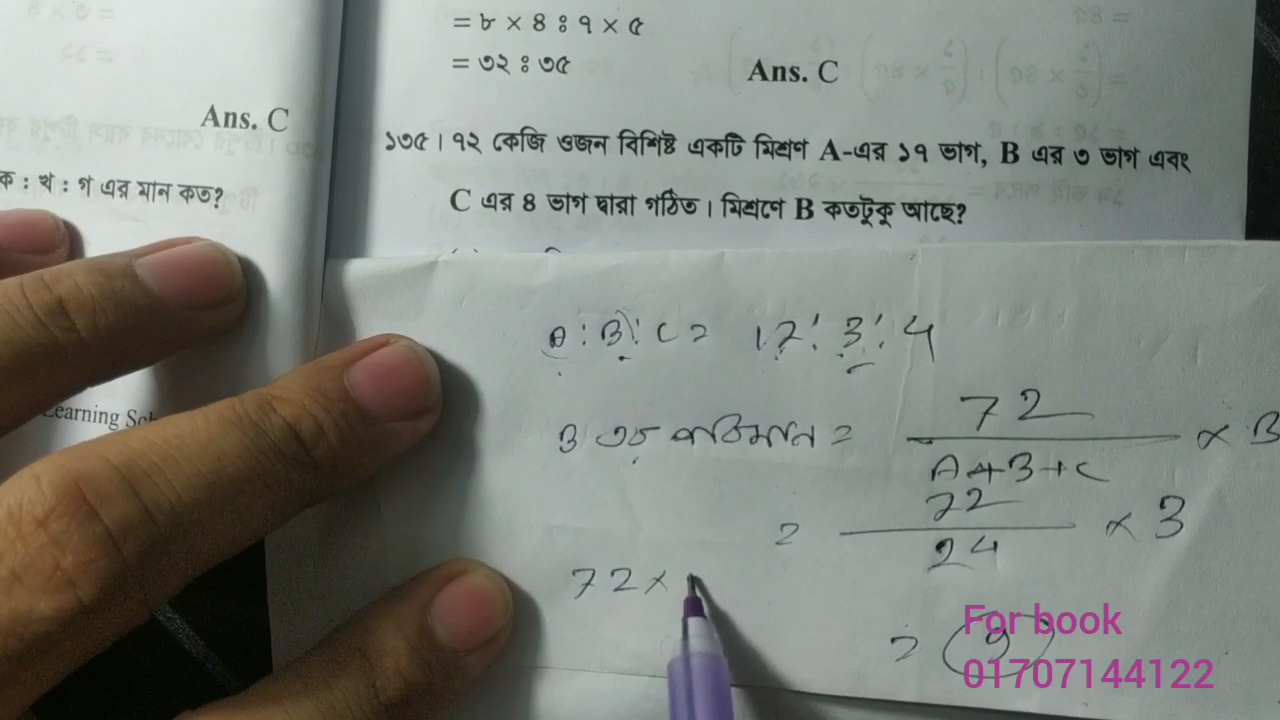 = ৮ × ৪ ঃ ৭ × ৫
= ৩২ ঃ ৩৫
Ans. C
Ans. C
ক : খ : গ এর মান কত?
১৭৫। ৭২ কেজি ওজন বিশিষ্ট একটি মিশ্রণ A-এর ১৭ ভাগ, B এর ৩ ভাগ এবং
C এর ৪ ভাগ দ্বারা গঠিত। মিশ্রণে B কতটুকু আছে?
A : B : C = 17 : 3 : 4
B এর পরিমান = 72 / A+B+C × B
= 72 / 24 × 3
= 9
72 ×
Learning
For book
01707144122